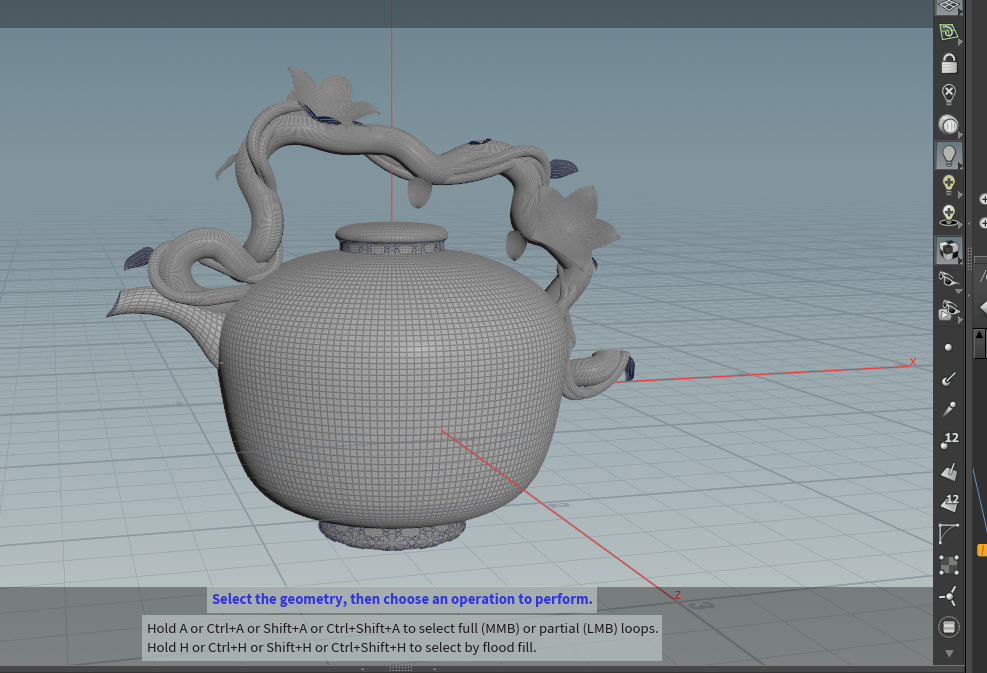 12
12
X
Z
Select the geometry, then choose an operation to perform.
Hold A or Ctrl+A or Shift+A or Ctrl+Shift+A to select full (MMB) or partial (LMB) loops.
Hold H or Ctrl+H or Shift+H or Ctrl+Shift+H to select by flood fill.